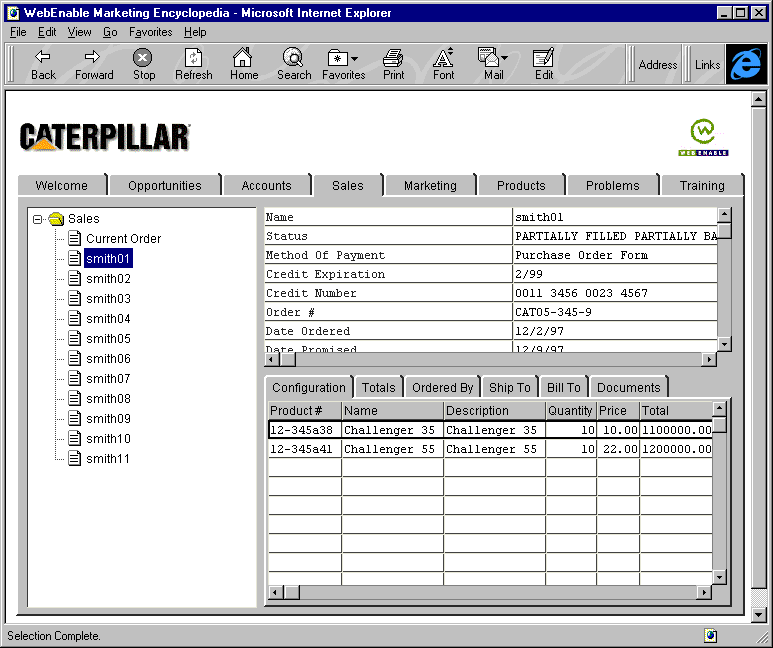 WebEnable Marketing Encyclopedia - Microsoft Internet Explorer
File Edit View Go Favorites Help
Back Forward Stop Refresh Home Search Favorites Print Font Mail Edit Address Links
CATERPILLAR
WEBENABLE
Welcome Opportunities Accounts Sales Marketing Products Problems Training
Sales
Current Order
smith01
smith02
smith03
smith04
smith05
smith06
smith07
smith08
smith09
smith10
smith11
Name smith01
Status PARTIALLY FILLED PARTIALLY BA
Method Of Payment Purchase Order Form
Credit Expiration 2/99
Credit Number 0011 3456 0023 4567
Order # CAT05-345-9
Date Ordered 12/2/97
Date Promised 12/9/97
Configuration Totals Ordered By Ship To Bill To Documents
Product # Name Description Quantity Price Total
12-345a38 Challenger 35 Challenger 35 10 10.00 1100000.00
12-345a41 Challenger 55 Challenger 55 10 22.00 1200000.00
Selection Complete.